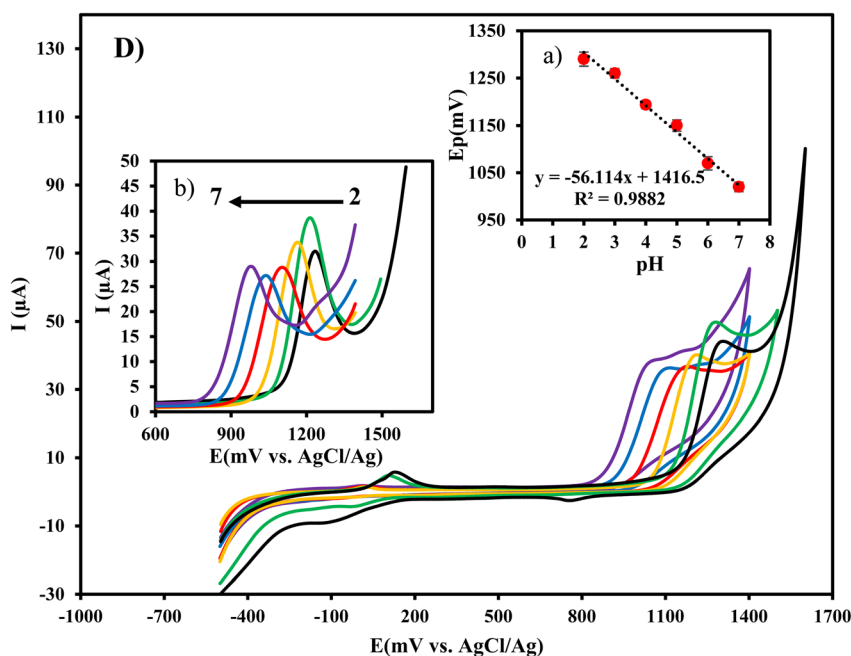 D)
I (µA)
130
110
90
70
50
30
10
-10
-30
-1000
-700
-400
-100
200
500
800
1100
1400
1700
E(mV vs. AgCl/Ag)
a)
Ep(mV)
1350
1250
1150
1050
950
y = -56.114x + 1416.5
R² = 0.9882
0 1 2 3 4 5 6 7 8
pH
b)
7 2
I (µA)
50
45
40
35
30
25
20
15
10
5
0
600 900 1200 1500
E(mV vs. AgCl/Ag)